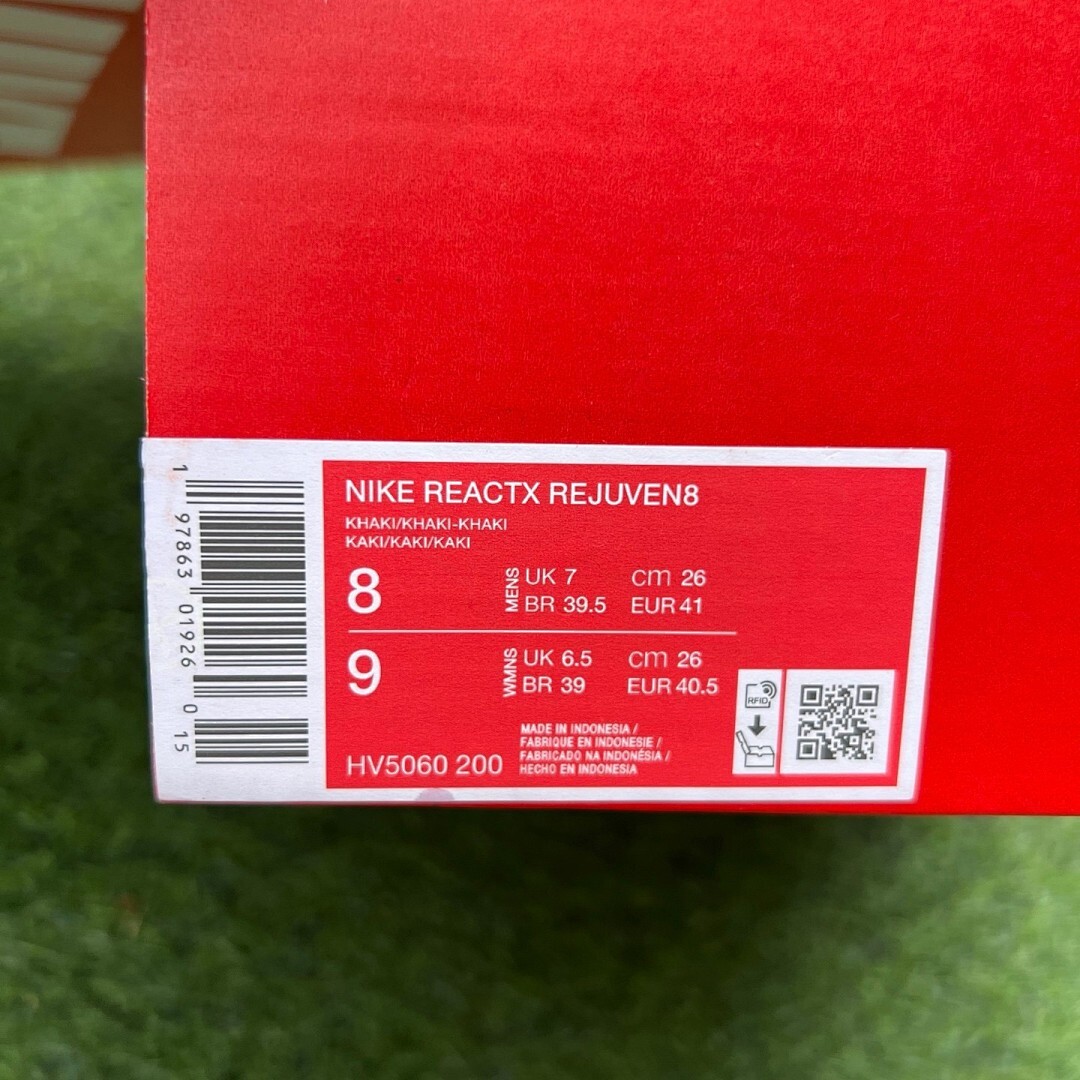 NIKE REACTX REJUVEN8
KHAKI/KHAKI-KHAKI
KAKI/KAKI/KAKI
8 MENS UK 7 cm 26
BR 39.5 EUR 41
9 WMNS UK 6.5 cm 26
BR 39 EUR 40.5
MADE IN INDONESIA /
FABRIQUE EN INDONESIE /
FABRICADO NA INDONÉSIA /
HECHO EN INDONESIA
HV5060 200
RFID
1 97863 01926 0 15